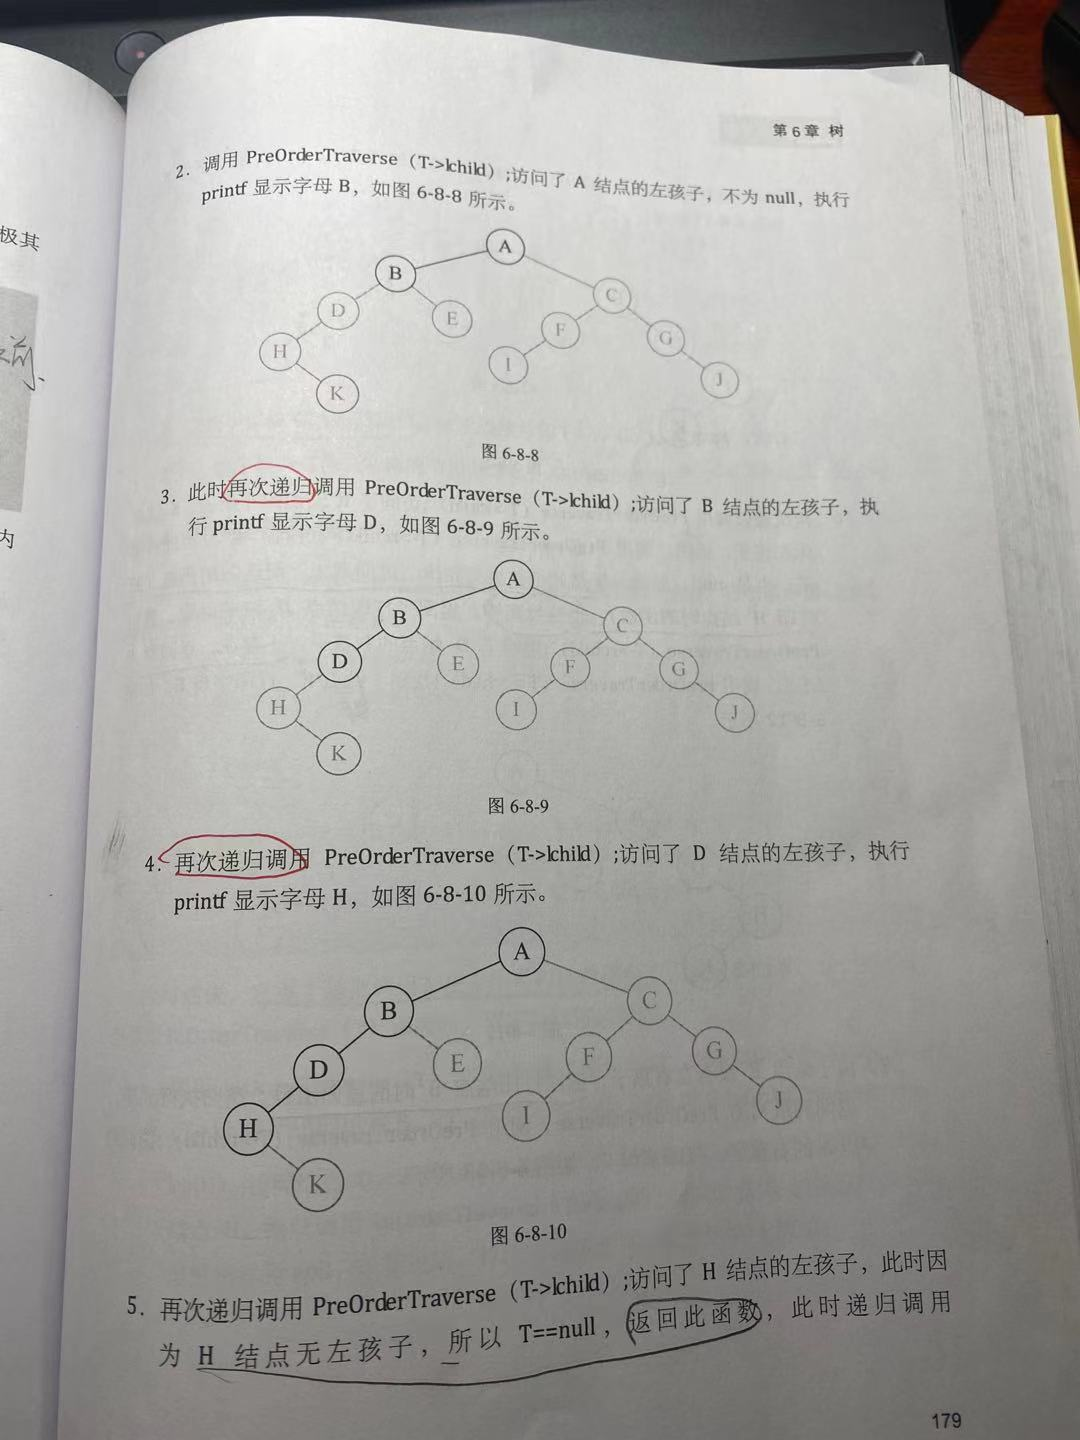 第6章 树
2. 调用 PreOrderTraverse（T->lchild）;访问了 A 结点的左孩子，不为 null，执行
printf 显示字母 B，如图 6-8-8 所示。
A
B
C
D
E
F
G
H
I
J
K
图 6-8-8
3. 此时再次递归调用 PreOrderTraverse（T->lchild）;访问了 B 结点的左孩子，执
行 printf 显示字母 D，如图 6-8-9 所示。
A
B
C
D
E
F
G
H
I
J
K
图 6-8-9
4. 再次递归调用 PreOrderTraverse（T->lchild）;访问了 D 结点的左孩子，执行
printf 显示字母 H，如图 6-8-10 所示。
A
B
C
D
E
F
G
H
I
J
K
图 6-8-10
5. 再次递归调用 PreOrderTraverse（T->lchild）;访问了 H 结点的左孩子，此时因
为 H 结点无左孩子，所以 T==null，返回此函数，此时递归调用
179
极其
内